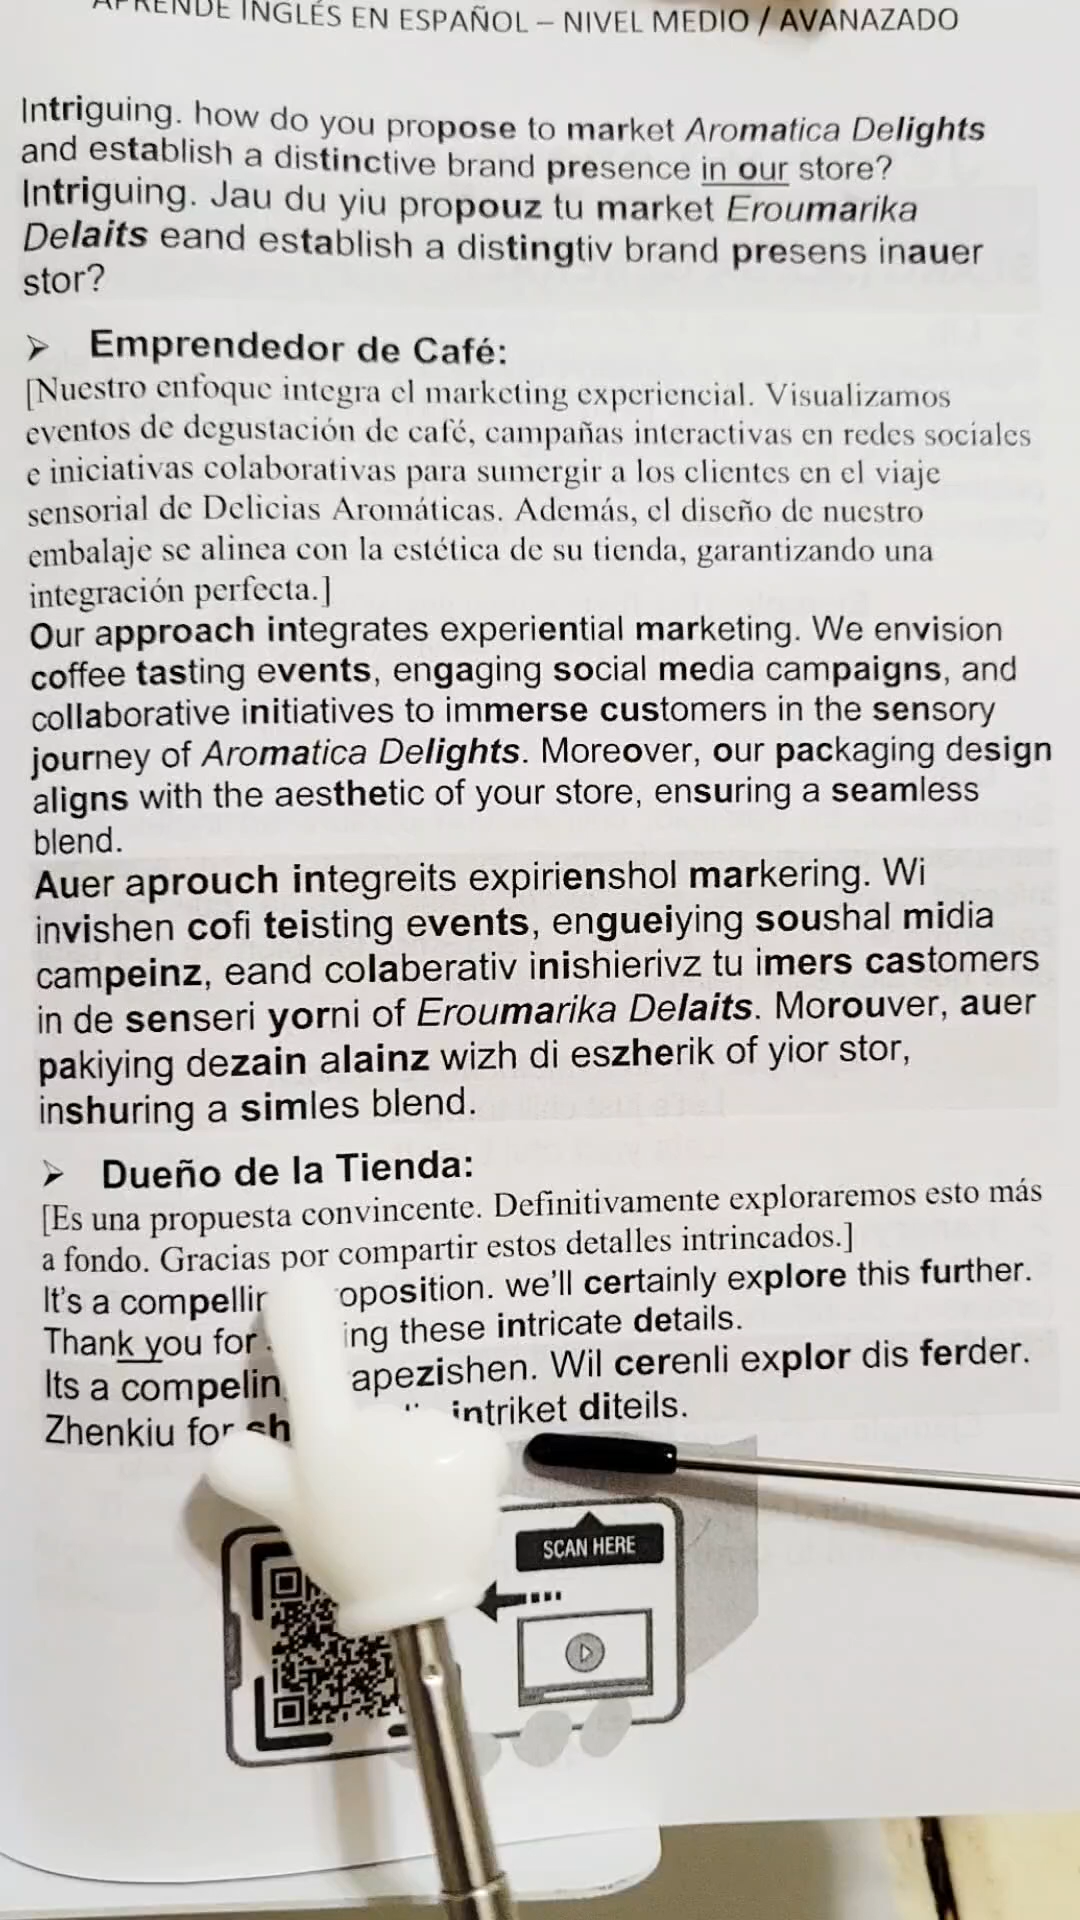 APRENDE INGLÉS EN ESPAÑOL – NIVEL MEDIO / AVANAZADO
Intriguing. how do you propose to market Aromatica Delights
and establish a distinctive brand presence in our store?
Intriguing. Jau du yiu propouz tu market Eroumarika
Delaits eand establish a distingtiv brand presens inauer
stor?
➢ Emprendedor de Café:
[Nuestro enfoque integra el marketing experiencial. Visualizamos
eventos de degustación de café, campañas interactivas en redes sociales
e iniciativas colaborativas para sumergir a los clientes en el viaje
sensorial de Delicias Aromáticas. Además, el diseño de nuestro
embalaje se alinea con la estética de su tienda, garantizando una
integración perfecta.]
Our approach integrates experiential marketing. We envision
coffee tasting events, engaging social media campaigns, and
collaborative initiatives to immerse customers in the sensory
journey of Aromatica Delights. Moreover, our packaging design
aligns with the aesthetic of your store, ensuring a seamless
blend.
Auer aprouch integreits expirienshol markering. Wi
invishen cofi teisting events, engueiying soushal midia
campeinz, eand colaberativ inishierivz tu imers castomers
in de senseri yorni of Eroumarika Delaits. Morouver, auer
pakiying dezain alainz wizh di eszherik of yior stor,
inshuring a simles blend.
➢ Dueño de la Tienda:
[Es una propuesta convincente. Definitivamente exploraremos esto más
a fondo. Gracias por compartir estos detalles intrincados.]
It's a oposition. we'll certainly explore this further.
Thank you for ing these intricate details.
Its a compelin apezishen. Wil cerenli explor dis ferder.
Zhenkiu for sh intriket diteils.
SCAN HERE